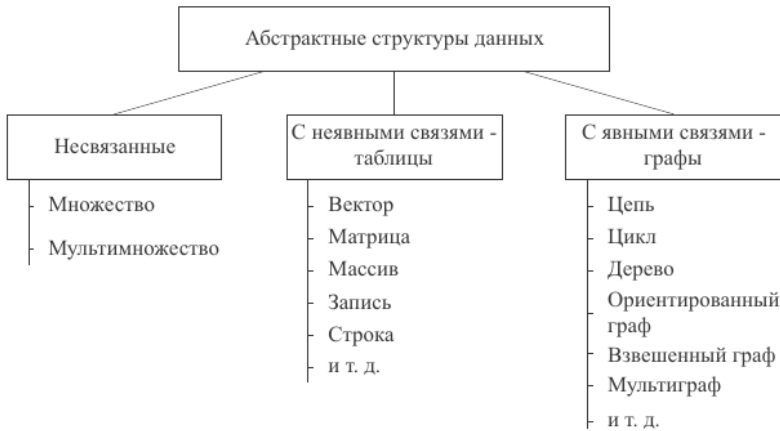 Абстрактные структуры данных
Несвязанные
Множество
Мультимножество
С неявными связями -
таблицы
Вектор
Матрица
Массив
Запись
Строка
и т. д.
С явными связями -
графы
Цепь
Цикл
Дерево
Ориентированный
граф
Взвешенный граф
Мультиграф
и т. д.